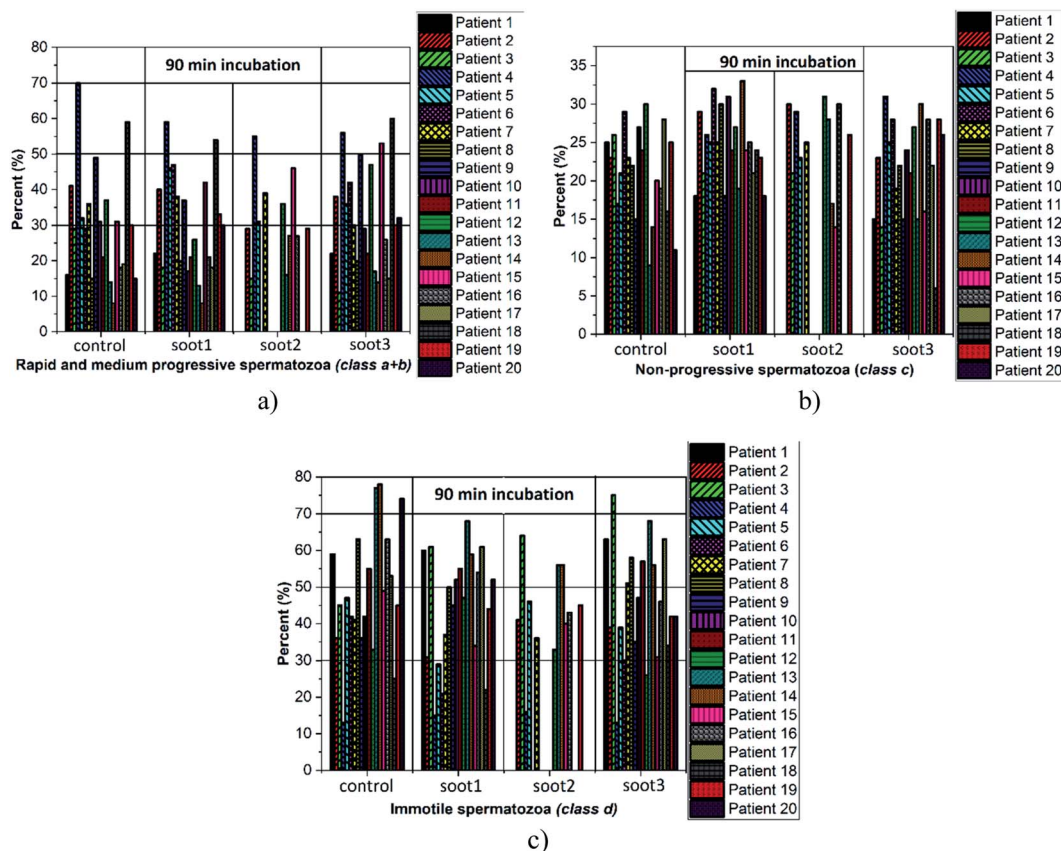 80
70
60
50
40
30
20
10
0
Percent (%)
90 min incubation
control
soot1
soot2
soot3
Rapid and medium progressive spermatozoa (class a+b)
Patient 1
Patient 2
Patient 3
Patient 4
Patient 5
Patient 6
Patient 7
Patient 8
Patient 9
Patient 10
Patient 11
Patient 12
Patient 13
Patient 14
Patient 15
Patient 16
Patient 17
Patient 18
Patient 19
Patient 20
a)
35
30
25
20
15
10
5
0
Percent (%)
90 min incubation
control
soot1
soot2
soot3
Non-progressive spermatozoa (class c)
Patient 1
Patient 2
Patient 3
Patient 4
Patient 5
Patient 6
Patient 7
Patient 8
Patient 9
Patient 10
Patient 11
Patient 12
Patient 13
Patient 14
Patient 15
Patient 16
Patient 17
Patient 18
Patient 19
Patient 20
b)
80
70
60
50
40
30
20
10
0
Percent (%)
90 min incubation
control
soot1
soot2
soot3
Immotile spermatozoa (class d)
Patient 1
Patient 2
Patient 3
Patient 4
Patient 5
Patient 6
Patient 7
Patient 8
Patient 9
Patient 10
Patient 11
Patient 12
Patient 13
Patient 14
Patient 15
Patient 16
Patient 17
Patient 18
Patient 19
Patient 20
c)